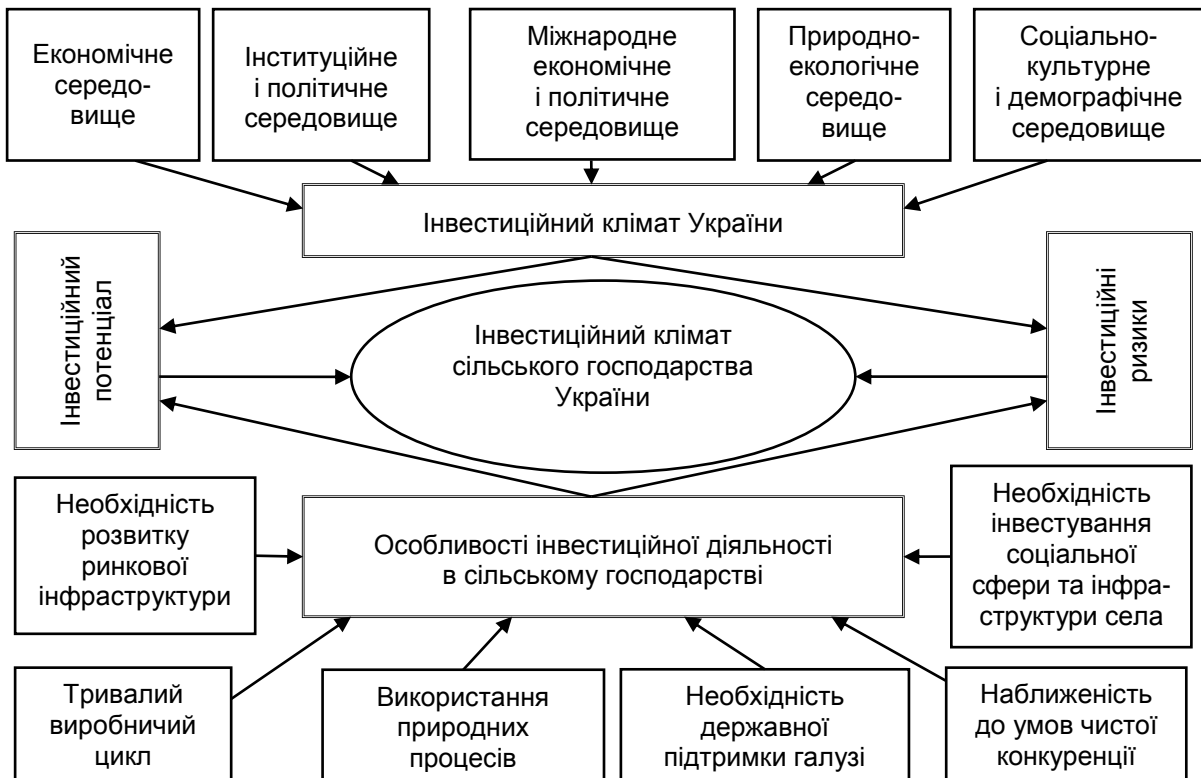 Економічне
середо-
вище
Інституційне
і політичне
середовище
Міжнародне
економічне
і політичне
середовище
Природно-
екологічне
середо-
вище
Соціально-
культурне
і демографічне
середовище
Інвестиційний клімат України
Інвестиційний
потенціал
Інвестиційний клімат
сільського господарства
України
Інвестиційні
ризики
Необхідність
розвитку
ринкової
інфраструктури
Особливості інвестиційної діяльності
в сільському господарстві
Необхідність
інвестування
соціальної
сфери та інфра-
структури села
Тривалий
виробничий
цикл
Використання
природних
процесів
Необхідність
державної
підтримки галузі
Наближеність
до умов чистої
конкуренції